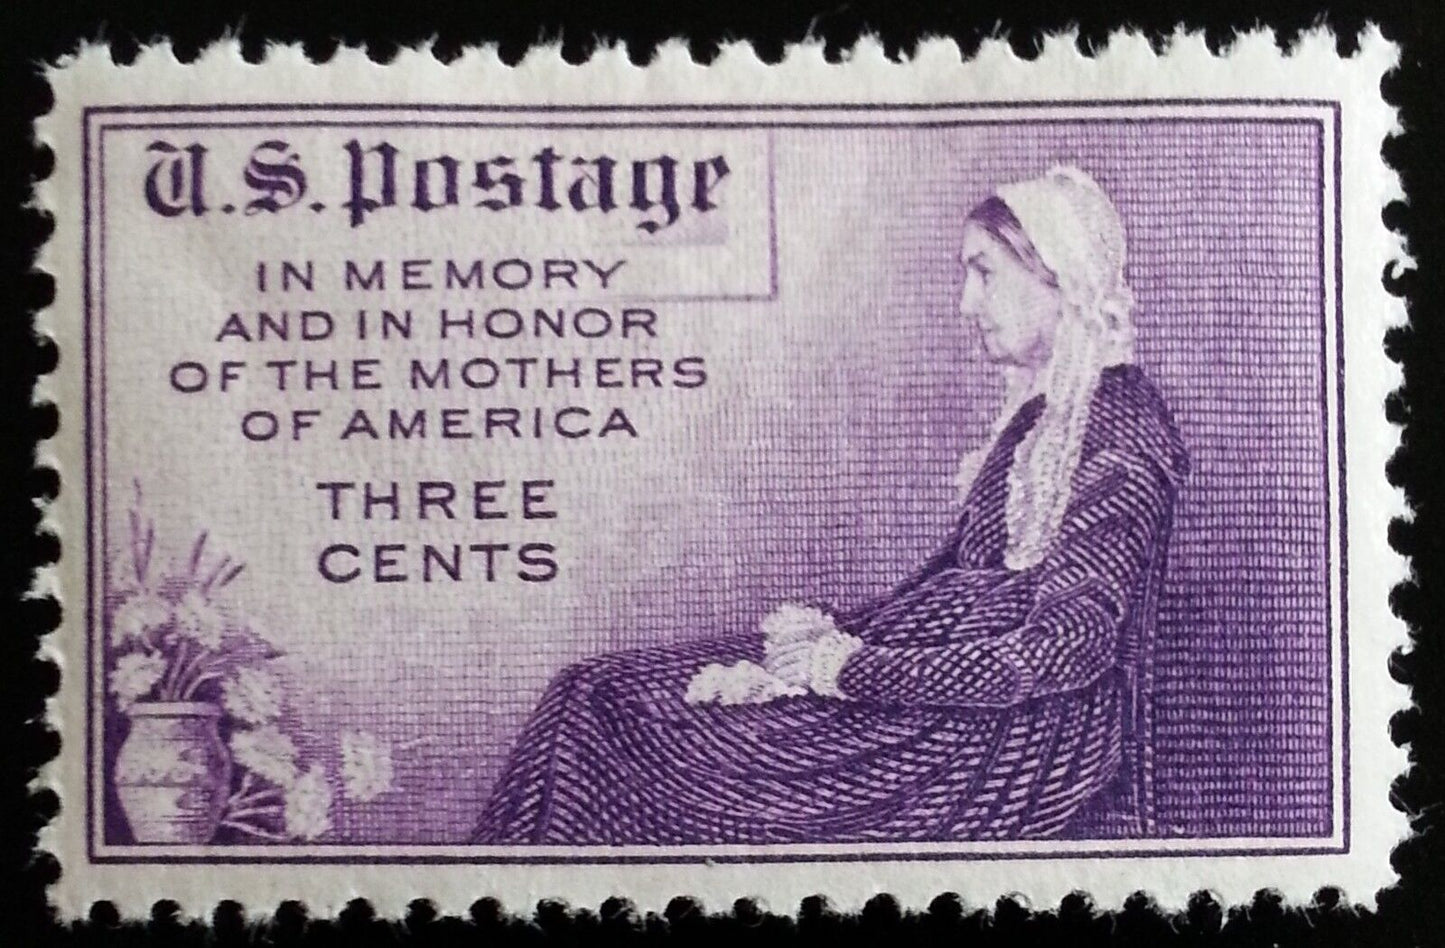 U.S. Postage
IN MEMORY
AND IN HONOR
OF THE MOTHERS
OF AMERICA
THREE
CENTS